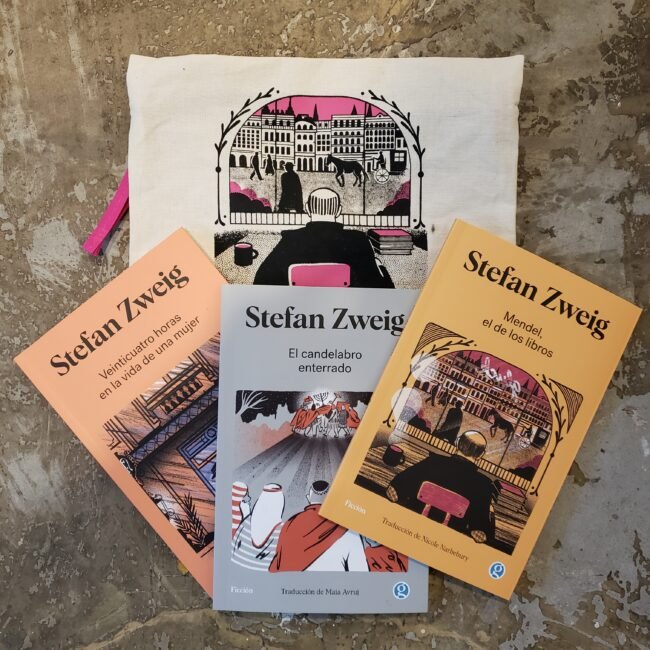 Stefan Zweig
Veinticuatro horas
en la vida de una mujer
Stefan Zweig
El candelabro
enterrado
Ficción
Traducción de Maia Avruj
g
Stefan Zweig
Mendel,
el de los libros
Ficción
Traducción de Nicole Narbebury
g